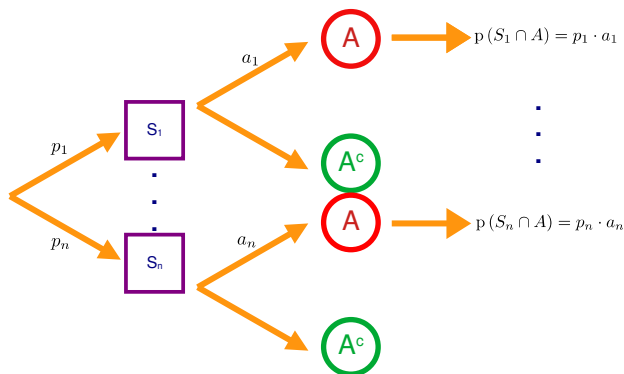 A
p (S₁ ∩ A) = p₁ · a₁
a₁
S₁
p₁
Aᶜ
A
p (Sₙ ∩ A) = pₙ · aₙ
aₙ
pₙ
Sₙ
Aᶜ